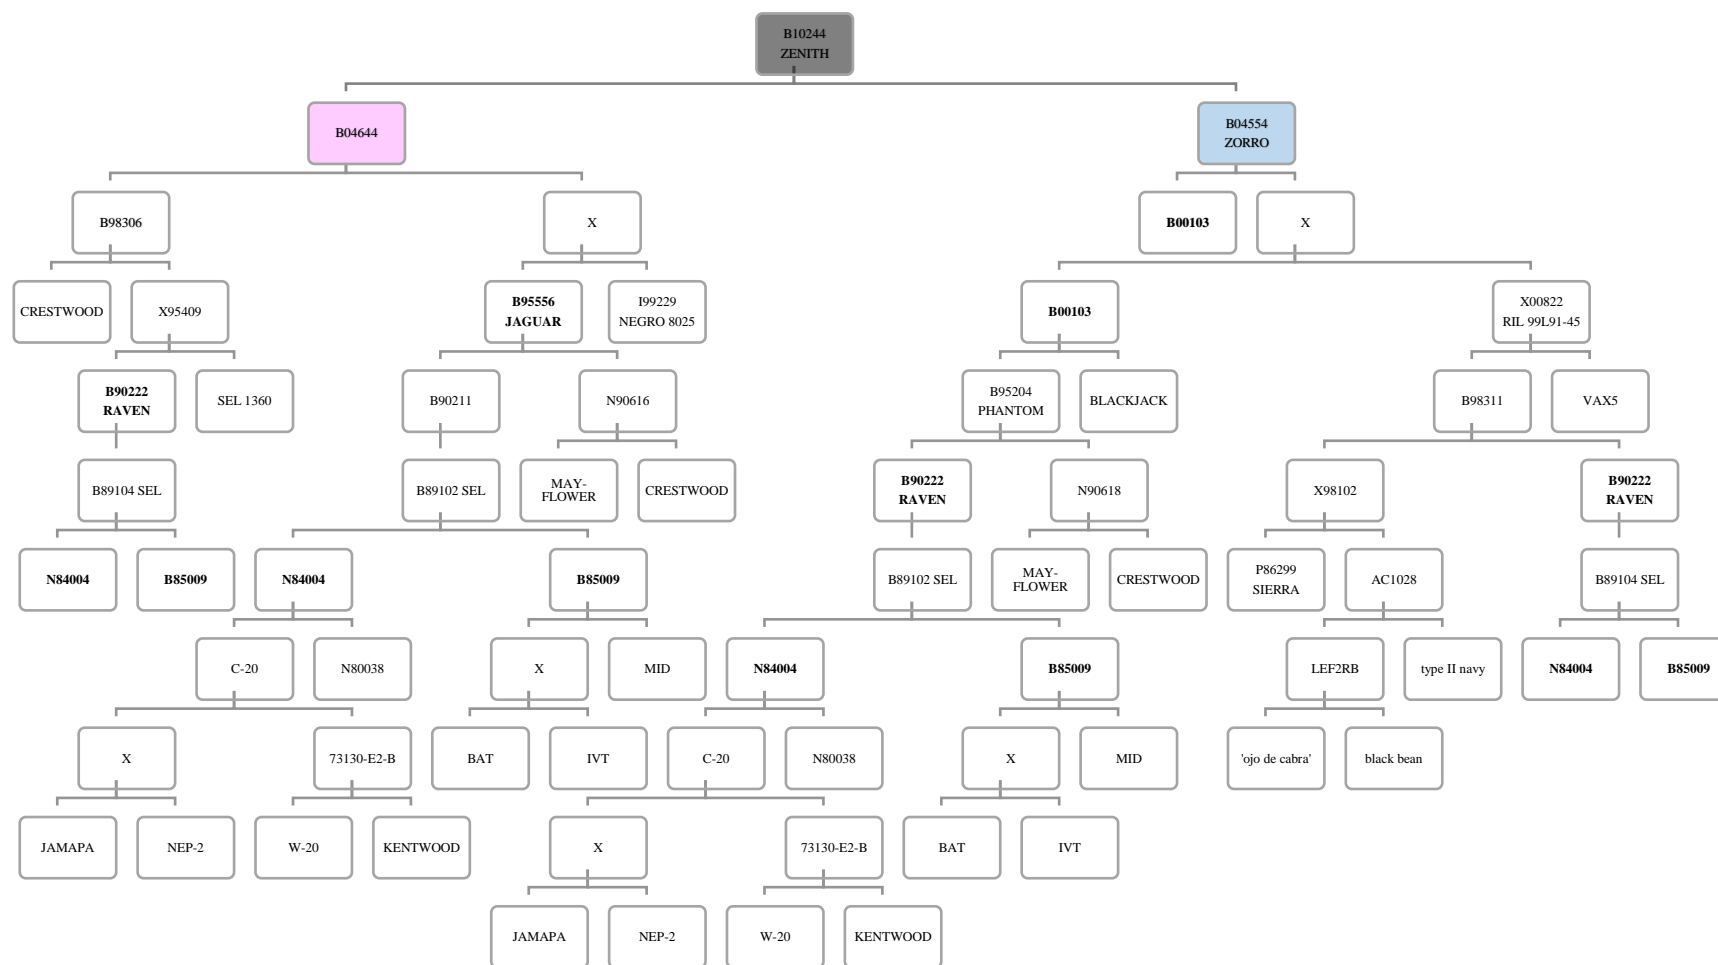 B10244
ZENITH
B04644
B04554
ZORRO
B98306
X
B00103
X
CRESTWOOD
X95409
B95556
JAGUAR
I99229
NEGRO 8025
B00103
X00822
RIL 99L91-45
B90222
RAVEN
SEL 1360
B90211
N90616
B95204
PHANTOM
BLACKJACK
B98311
VAX5
B89104 SEL
B89102 SEL
MAY-
FLOWER
CRESTWOOD
B90222
RAVEN
N90618
X98102
B90222
RAVEN
N84004
B85009
N84004
B85009
B89102 SEL
MAY-
FLOWER
CRESTWOOD
P86299
SIERRA
AC1028
B89104 SEL
C-20
N80038
X
MID
N84004
B85009
LEF2RB
type II navy
N84004
B85009
X
73130-E2-B
BAT
IVT
C-20
N80038
X
MID
'ojo de cabra'
black bean
JAMAPA
NEP-2
W-20
KENTWOOD
X
73130-E2-B
BAT
IVT
JAMAPA
NEP-2
W-20
KENTWOOD